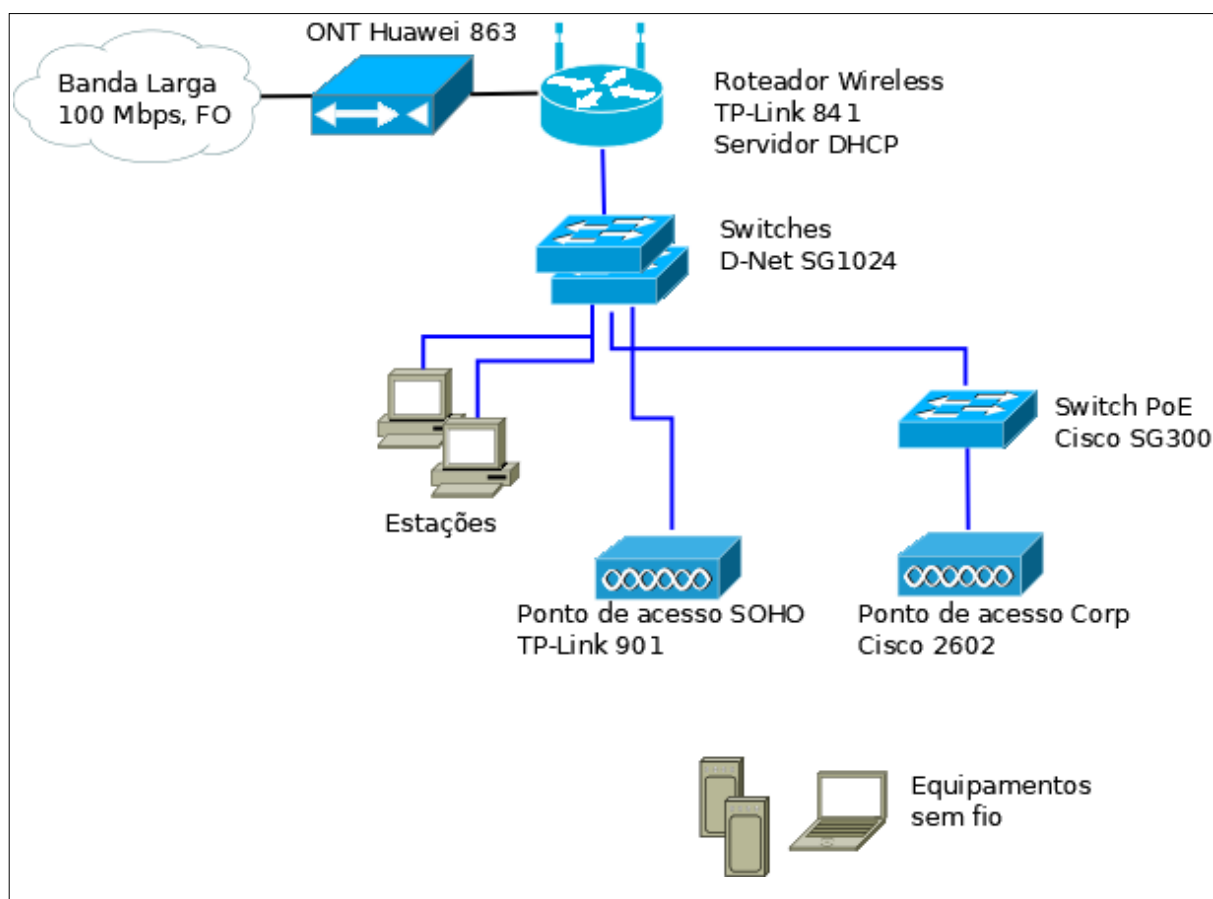 ONT Huawei 863
Banda Larga
100 Mbps, FO
Roteador Wireless
TP-Link 841
Servidor DHCP
Switches
D-Net SG1024
Switch PoE
Cisco SG300
Estações
Ponto de acesso SOHO
TP-Link 901
Ponto de acesso Corp
Cisco 2602
Equipamentos
sem fio